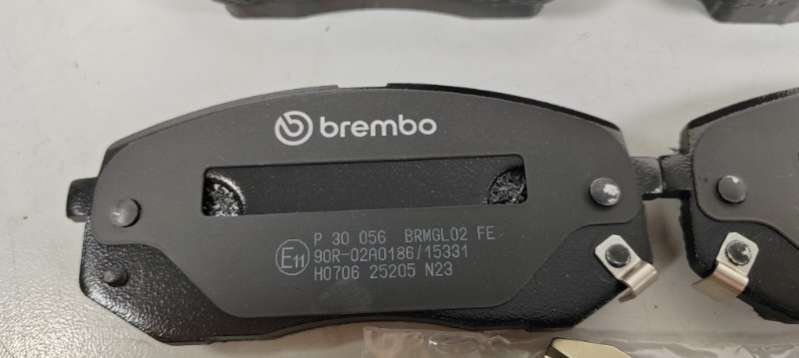 brembo
P 30 056 BRMGL02 FE
E11 90R-02A0186/15331
H0706 25205 N23